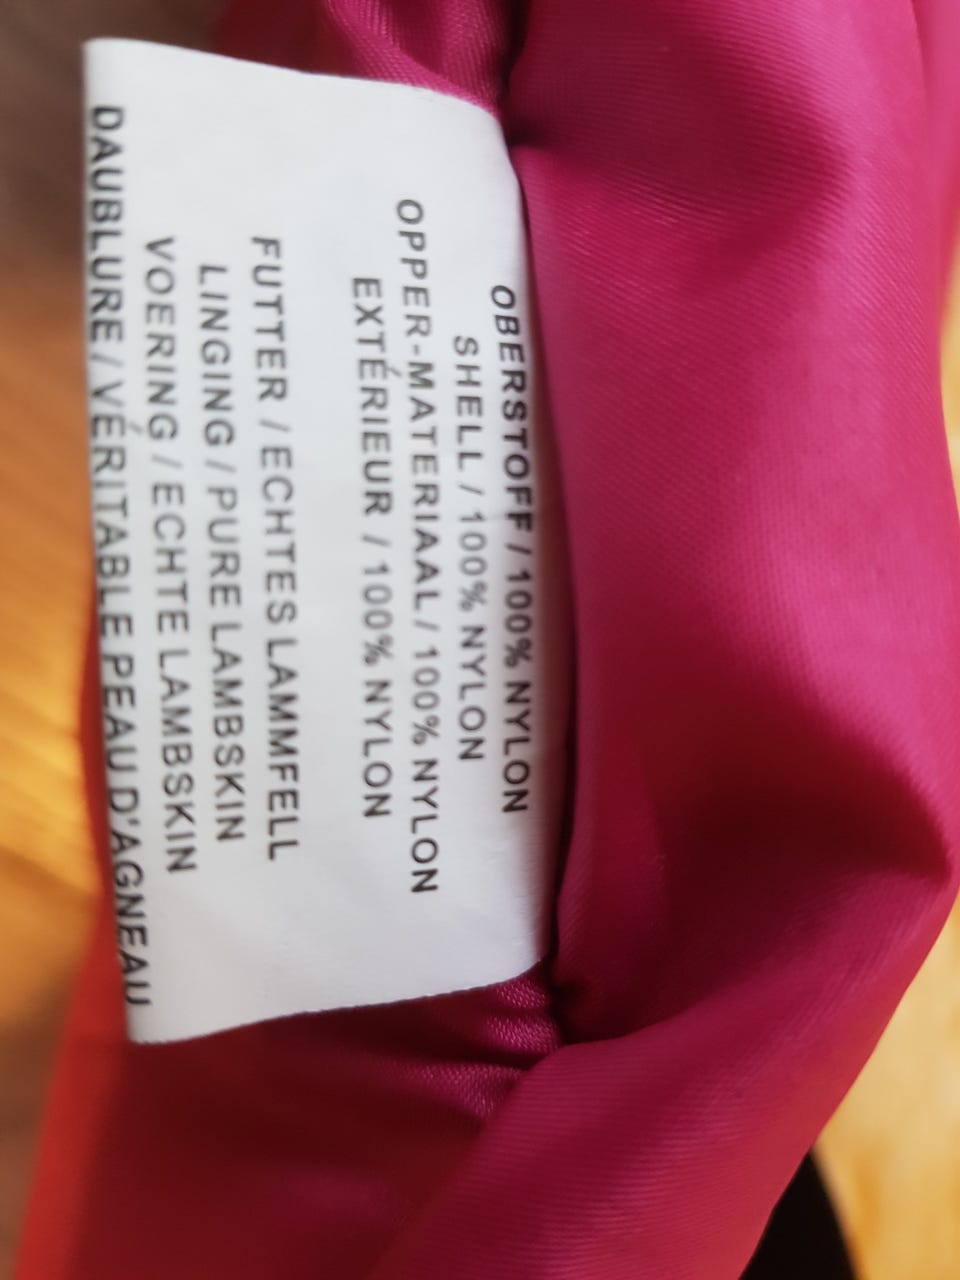 OBERSTOFF / 100% NYLON
SHELL / 100% NYLON
OPPER-MATERIAAL / 100% NYLON
EXTÉRIEUR / 100% NYLON
FUTTER / ECHTES LAMMFELL
LINGING / PURE LAMBSKIN
VOERING / ECHTE LAMBSKIN
DAUBLURE / VÉRITABLE PEAU D'AGNEAU